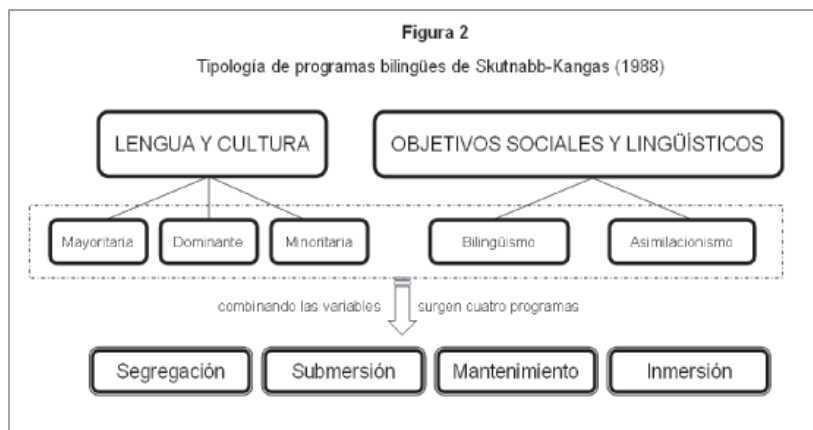 Figura 2
Tipología de programas bilingües de Skutnabb-Kangas (1988)
LENGUA Y CULTURA
OBJETIVOS SOCIALES Y LINGÜÍSTICOS
Mayoritaria
Dominante
Minoritaria
Bilingüismo
Asimilacionismo
combinando las variables
surgen cuatro programas
Segregación
Submersión
Mantenimiento
Inmersión